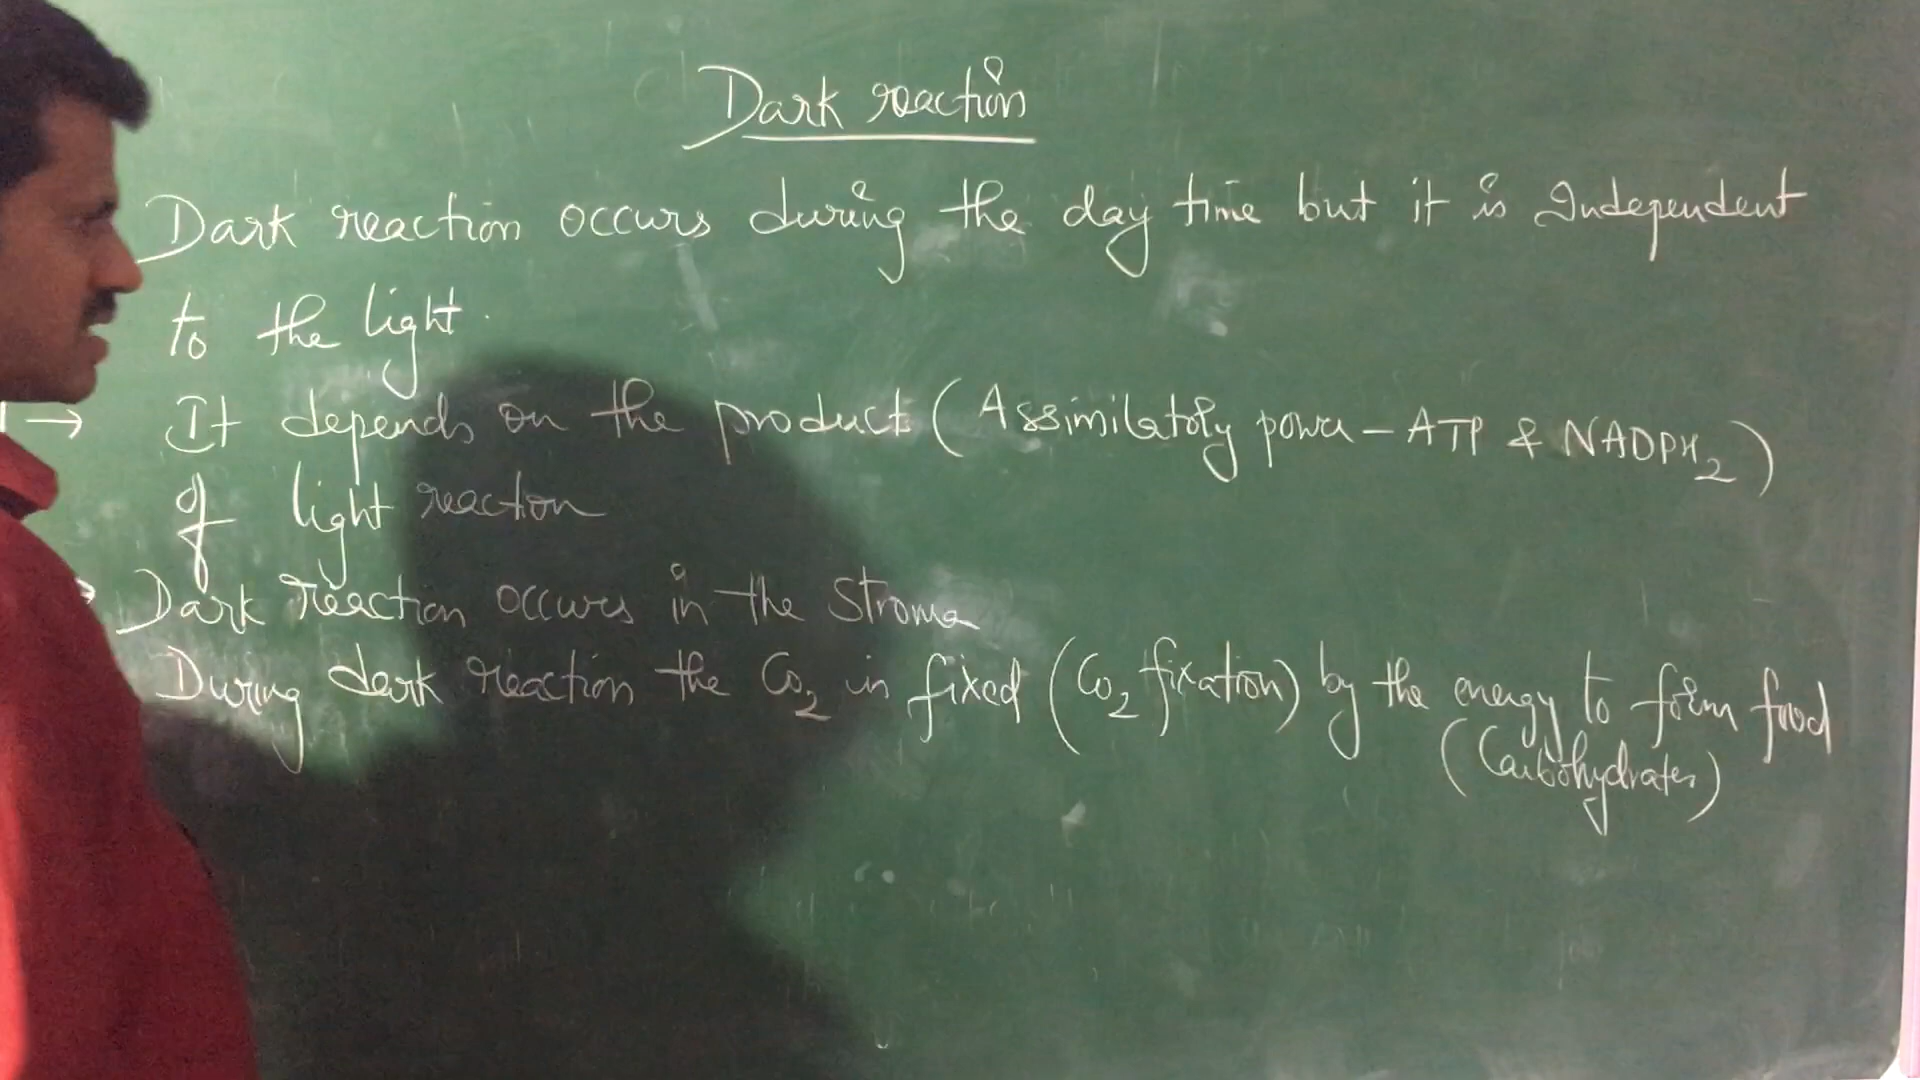 Dark reaction
Dark reaction occurs during the day time but it is Independent
to the light.
→ It depends on the product (Assimilatory power - ATP & NADPH₂)
of light reaction
Dark reaction occurs in the Stroma
During dark reaction the Co₂ in fixed (Co₂ fixation) by the energy to form food
(Carbohydrates)